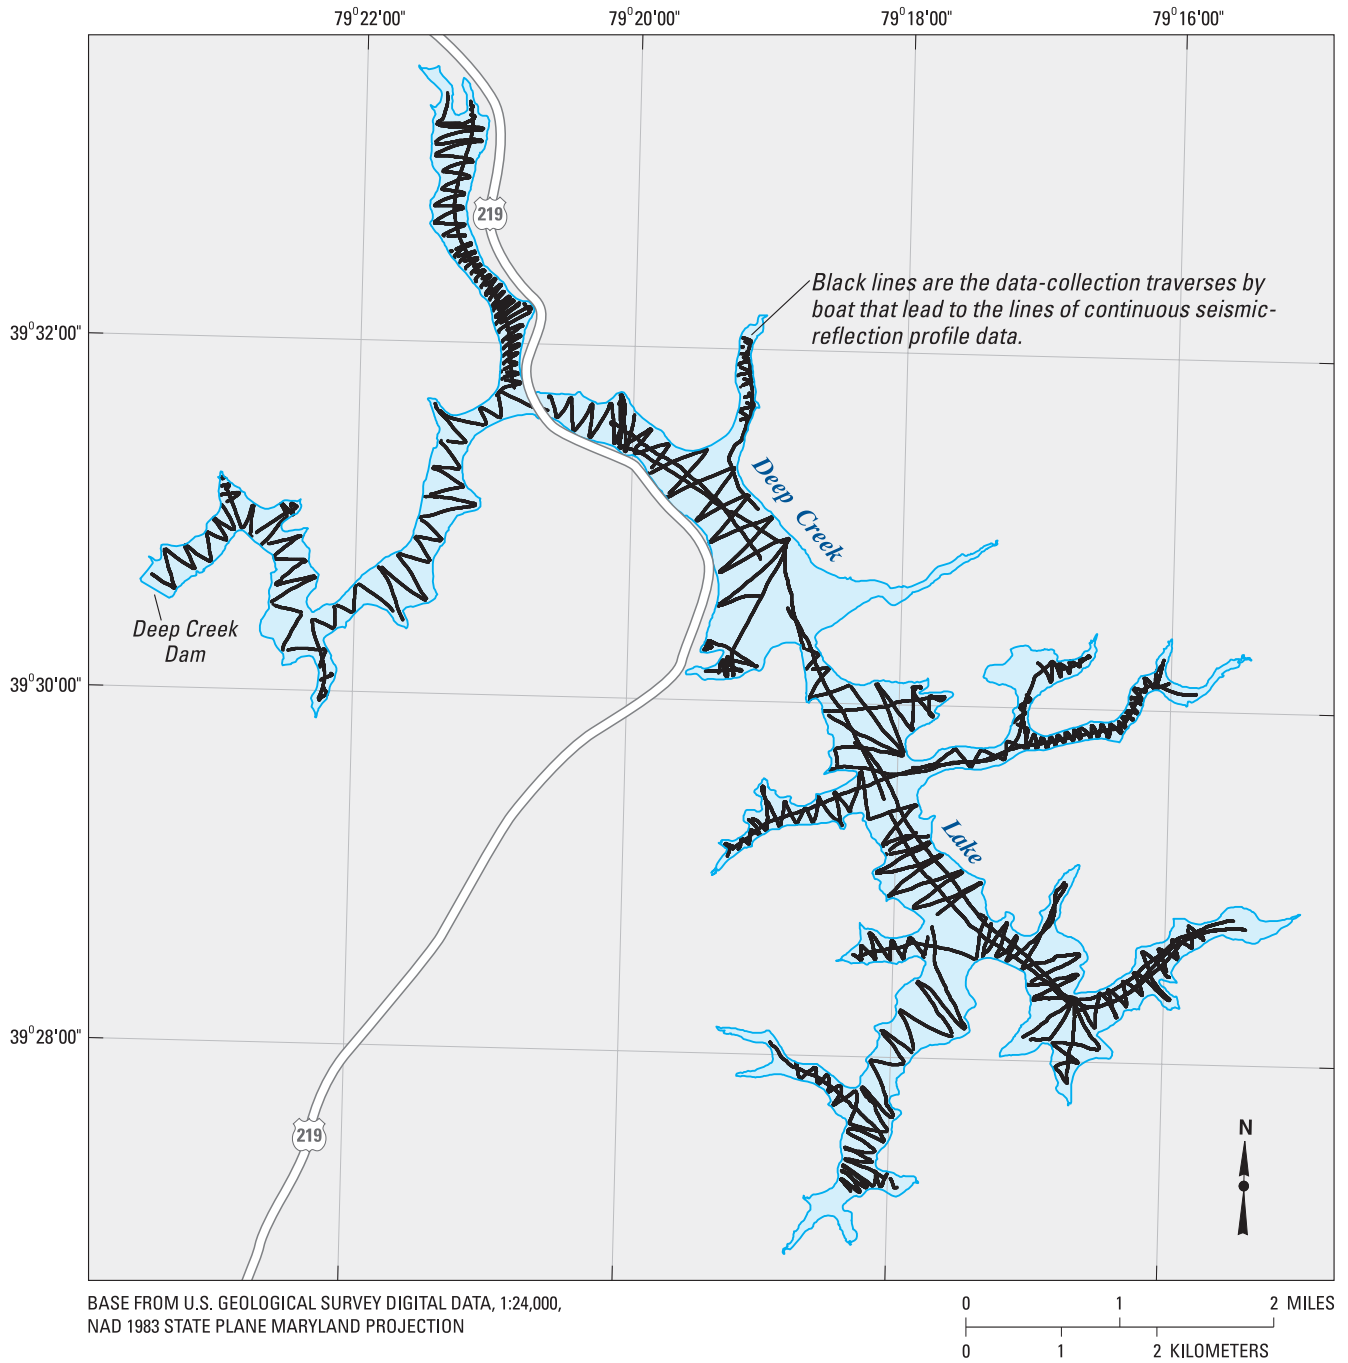 79°22'00" 79°20'00" 79°18'00" 79°16'00"
219
Black lines are the data-collection traverses by
boat that lead to the lines of continuous seismic-
reflection profile data.
39°32'00"
Deep Creek
Deep Creek
Dam
39°30'00"
Lake
39°28'00"
219
N
BASE FROM U.S. GEOLOGICAL SURVEY DIGITAL DATA, 1:24,000,
NAD 1983 STATE PLANE MARYLAND PROJECTION
0 1 2 MILES
0 1 2 KILOMETERS